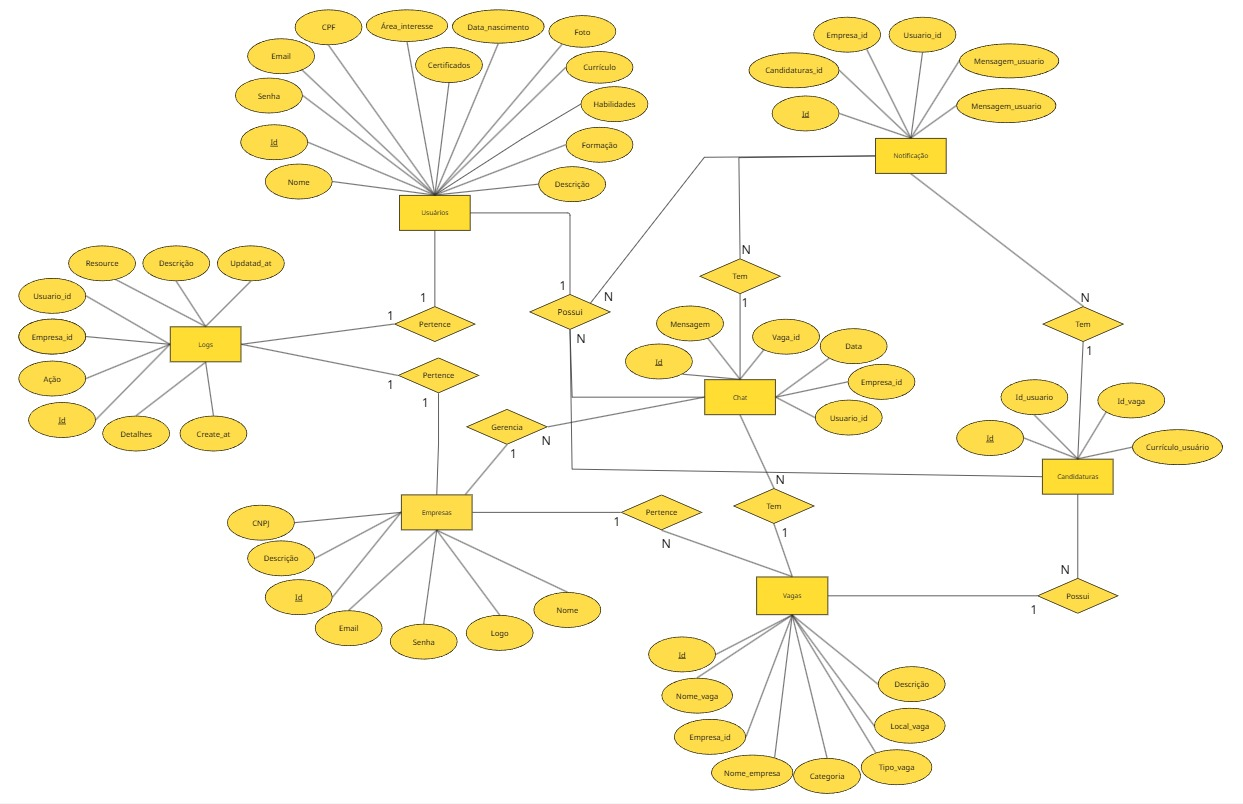 CPF
Área_interesse
Data_nascimento
Foto
Email
Certificados
Currículo
Senha
Habilidades
Id
Formação
Nome
Descrição
Usuários
Empresa_id
Usuario_id
Candidaturas_id
Mensagem_usuario
Id
Mensagem_usuario
Notificação
Resource
Descrição
Updatad_at
Usuario_id
Empresa_id
Logs
Ação
Id
Detalhes
Create_at
1
1
Pertence
1
Pertence
1
1
N
Possui
N
N
Tem
1
N
Tem
1
Mensagem
Vaga_id
Data
Id
Empresa_id
Chat
Usuario_id
Gerencia
N
1
Id_usuario
Id_vaga
Id
Currículo_usuário
Candidaturas
CNPJ
Empresas
Descrição
Id
Email
Senha
Logo
Nome
1
Pertence
N
N
Tem
1
N
Possui
1
Vagas
Id
Nome_vaga
Empresa_id
Nome_empresa
Categoria
Tipo_vaga
Local_vaga
Descrição